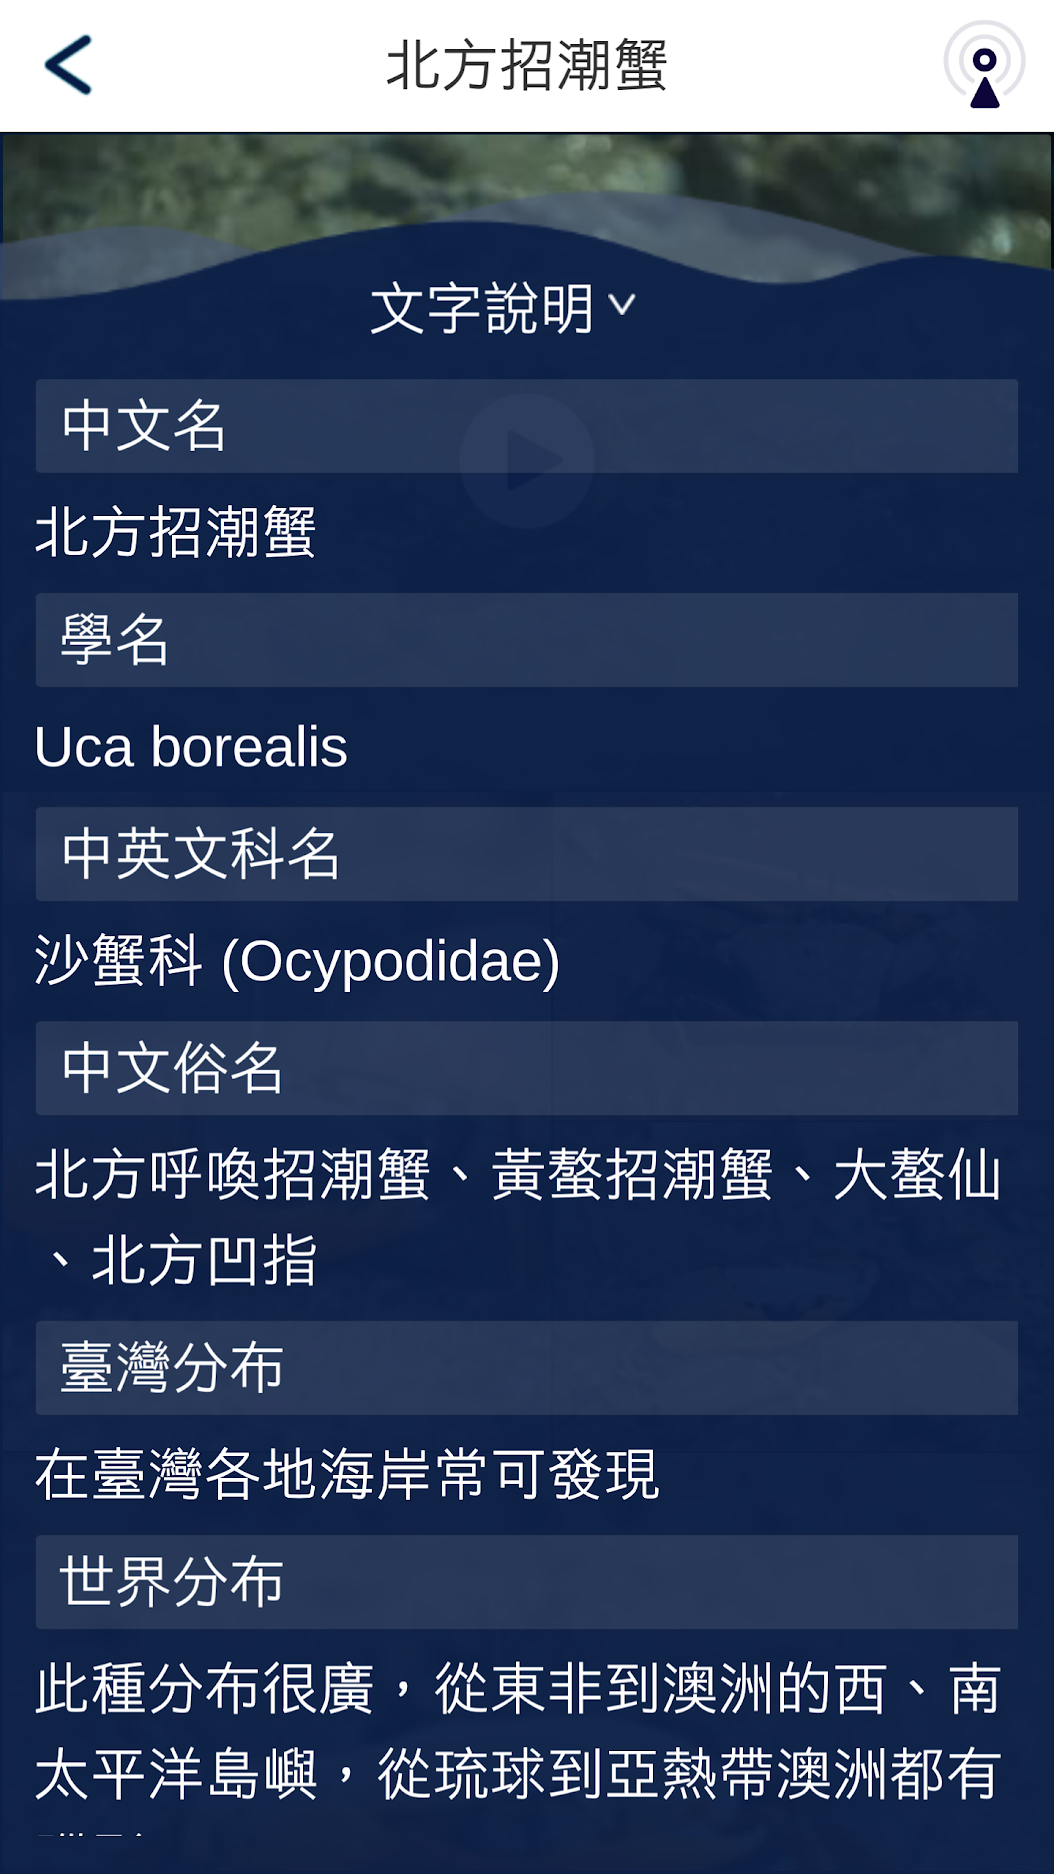 北方招潮蟹
文字說明
中文名
北方招潮蟹
學名
Uca borealis
中英文科名
沙蟹科 (Ocypodidae)
中文俗名
北方呼喚招潮蟹、黃螯招潮蟹、大螯仙
、北方凹指
臺灣分布
在臺灣各地海岸常可發現
世界分布
此種分布很廣，從東非到澳洲的西、南
太平洋島嶼，從琉球到亞熱帶澳洲都有